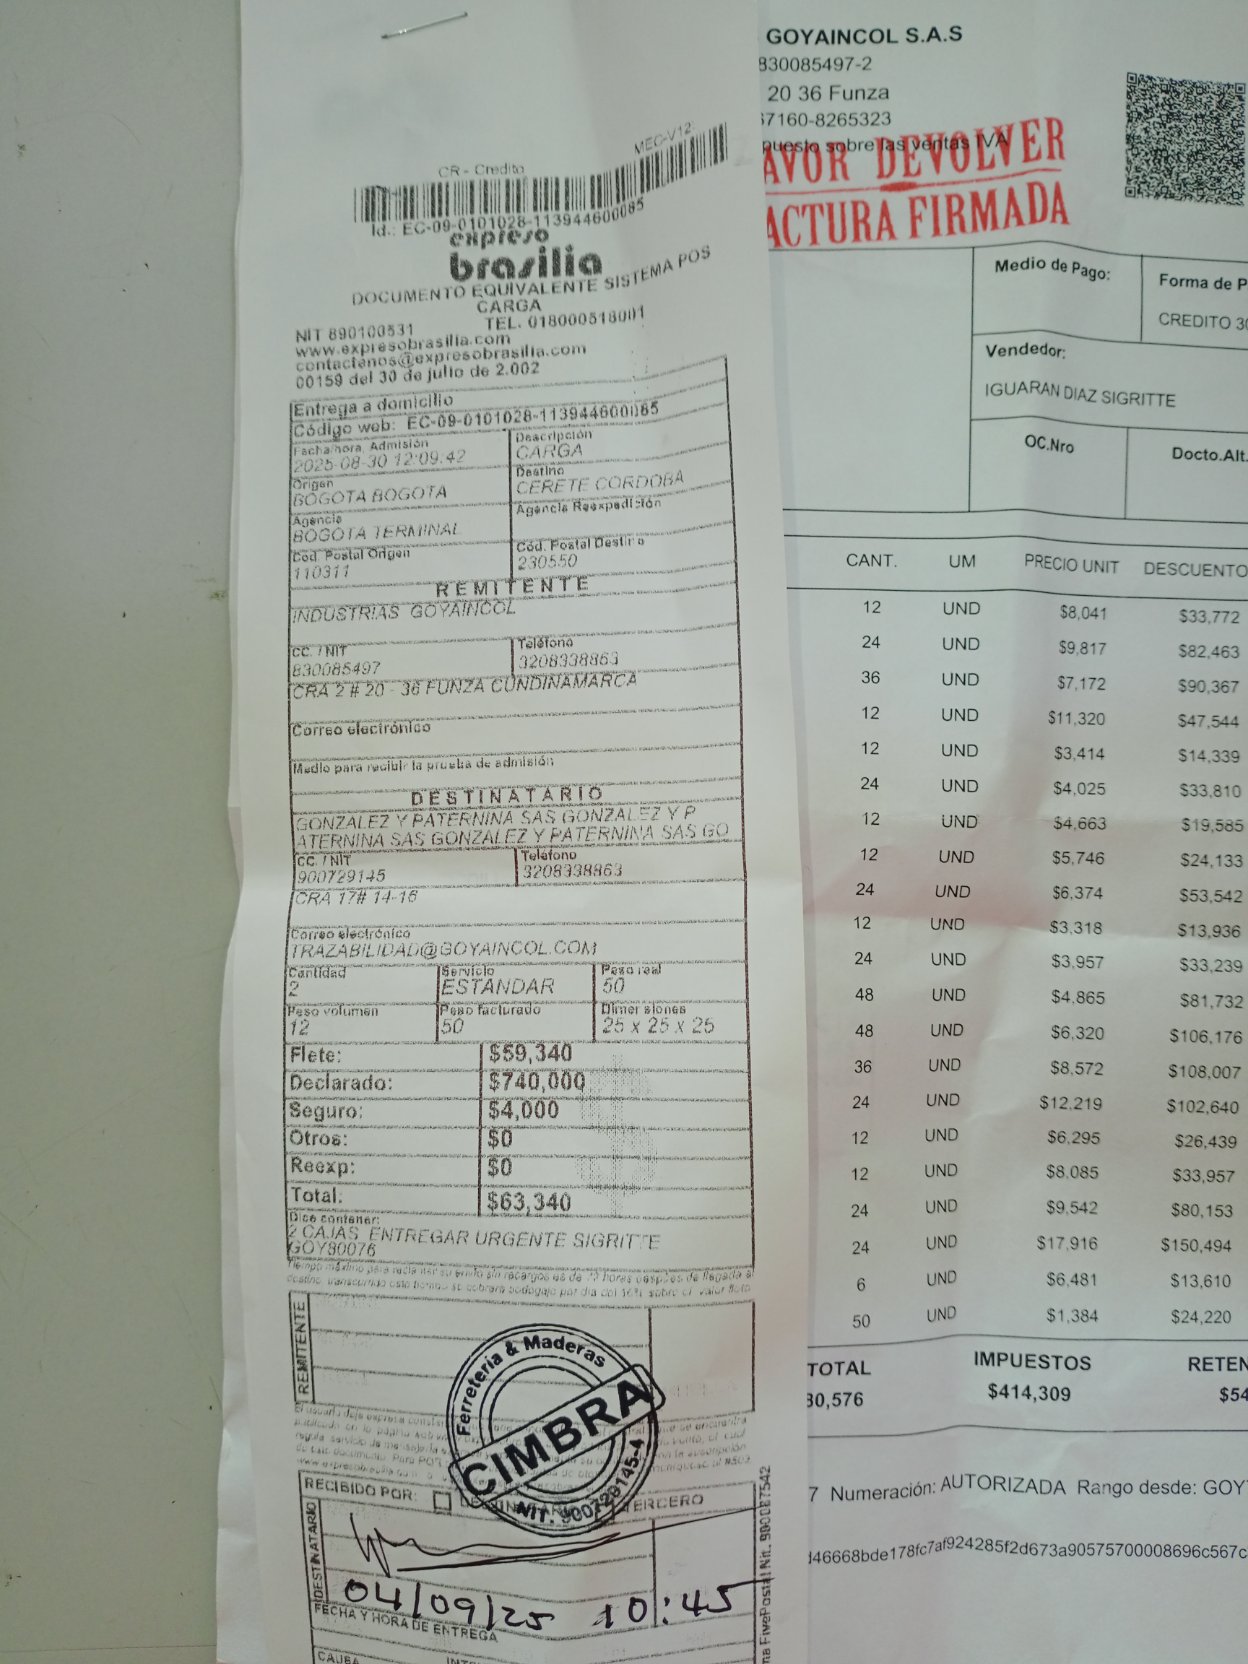 CR - Credito
MEC-V12
Id.: EC-09-0101028-113944600085
expreso
brasilia
DOCUMENTO EQUIVALENTE SISTEMA POS
CARGA
NIT 890100531 TEL. 018000518001
www.expresobrasilia.com
contactenos@expresobrasilia.com
00159 del 30 de julio de 2.002
Entrega a domicilio
Código web: EC-09-0101028-113944600085
Fecha/hora, Admisión Descripción
2025-08-30 12:09:42 CARGA
Origen Destino
BOGOTA BOGOTA CERETE CORDOBA
Agencia Agencia Reexpedición
BOGOTA TERMINAL
Cód. Postal Origen Cód. Postal Destino
110311 230550
REMITENTE
INDUSTRIAS GOYAINCOL
CC. / NIT Teléfono
830085497 3208338863
CRA 2 # 20 - 36 FUNZA CUNDINAMARCA
Correo electrónico
Medio para recibir la prueba de admisión
DESTINATARIO
GONZALEZ Y PATERNINA SAS GONZALEZ Y P
ATERNINA SAS GONZALEZ Y PATERNINA SAS GO
CC. / NIT Teléfono
900729145 3208338863
CRA 17# 14-16
Correo electrónico
TRAZABILIDAD@GOYAINCOL.COM
Cantidad Servicio Peso real
2 ESTANDAR 50
Peso volumen Peso facturado Dimensiones
12 50 25 x 25 x 25
Flete: $59,340
Declarado: $740,000
Seguro: $4,000
Otros: $0
Reexp: $0
Total: $63,340
Dice contener:
2 CAJAS ENTREGAR URGENTE SIGRITTE
GOY80076
REMITENTE
Ferretería & Maderas
CIMBRA
NIT. 900729145-4
RECIBIDO POR: TERCERO
DESTINATARIO
04/09/25 10:45
FECHA Y HORA DE ENTREGA
CAUSA
GOYAINCOL S.A.S
830085497-2
20 36 Funza
67160-8265323
puesto sobre las ventas IVA
AVOR DEVOLVER
ACTURA FIRMADA
Medio de Pago: Forma de P
CREDITO 30
Vendedor:
IGUARAN DIAZ SIGRITTE
OC.Nro Docto.Alt.
CANT. UM PRECIO UNIT DESCUENTO
12 UND $8,041 $33,772
24 UND $9,817 $82,463
36 UND $7,172 $90,367
12 UND $11,320 $47,544
12 UND $3,414 $14,339
24 UND $4,025 $33,810
12 UND $4,663 $19,585
12 UND $5,746 $24,133
24 UND $6,374 $53,542
12 UND $3,318 $13,936
24 UND $3,957 $33,239
48 UND $4,865 $81,732
48 UND $6,320 $106,176
36 UND $8,572 $108,007
24 UND $12,219 $102,640
12 UND $6,295 $26,439
12 UND $8,085 $33,957
24 UND $9,542 $80,153
24 UND $17,916 $150,494
6 UND $6,481 $13,610
50 UND $1,384 $24,220
TOTAL IMPUESTOS RETEN
30,576 $414,309 $54
7 Numeración: AUTORIZADA Rango desde: GOY
d46668bde178fc7af924285f2d673a90575700008696c567c